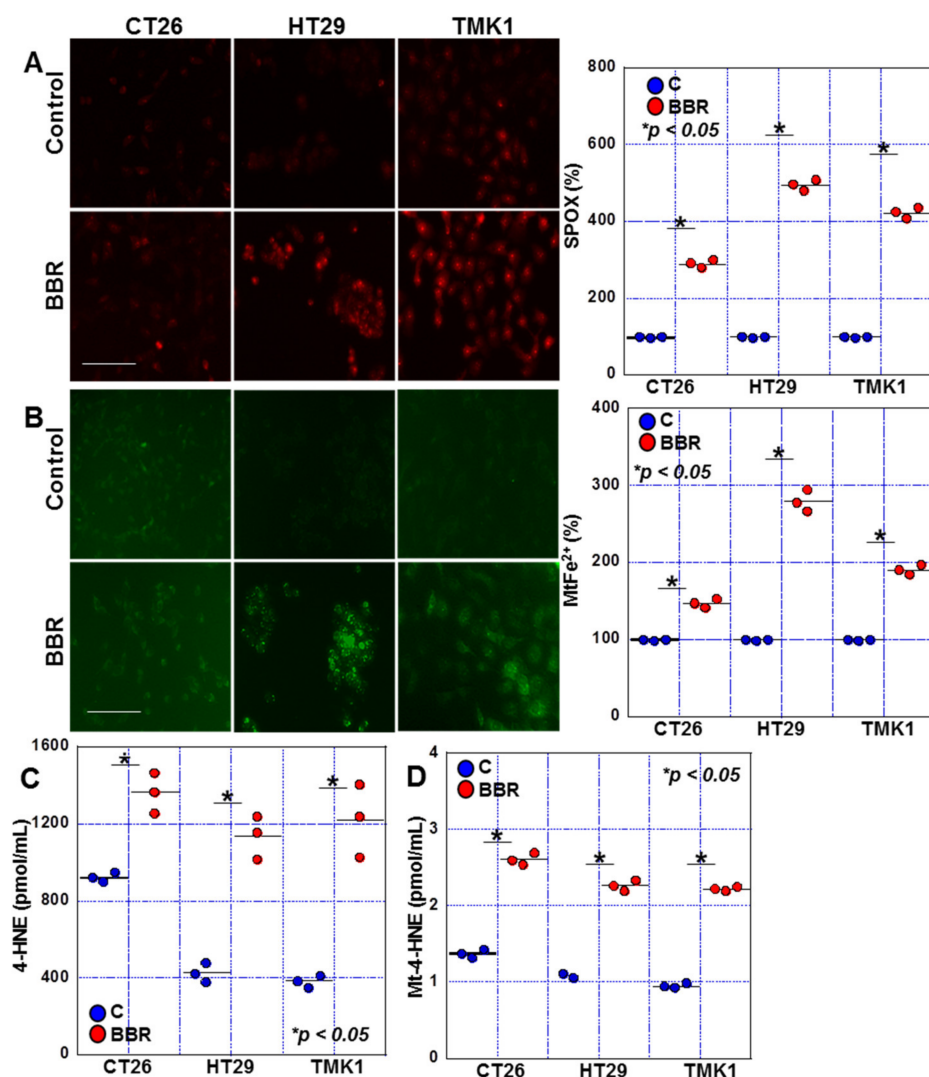 CT26 HT29 TMK1
A
Control
BBR
800
600
400
200
0
SPOX (%)
C
BBR
*p < 0.05
*
*
*
CT26 HT29 TMK1
B
Control
BBR
400
300
200
100
0
MtFe²⁺ (%)
C
BBR
*p < 0.05
*
*
*
CT26 HT29 TMK1
C
1600
1200
800
400
0
4-HNE (pmol/mL)
*
*
*
C
BBR
*p < 0.05
CT26 HT29 TMK1
D
4
3
2
1
0
Mt-4-HNE (pmol/mL)
C
BBR
*p < 0.05
*
*
*
CT26 HT29 TMK1